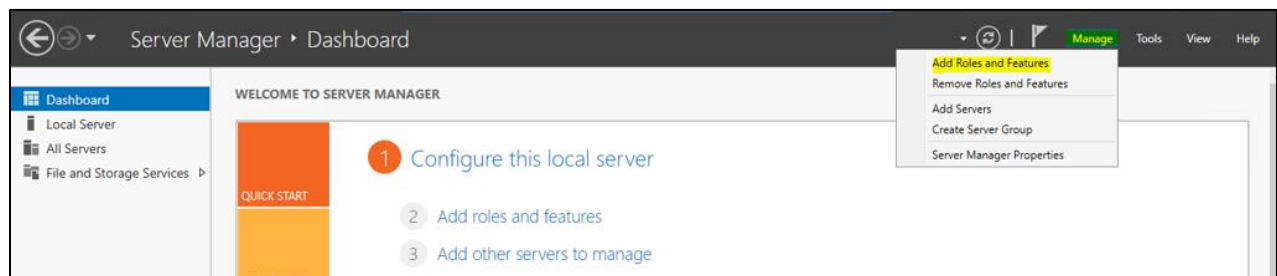 Server Manager • Dashboard
Manage Tools View Help
Add Roles and Features
Remove Roles and Features
Add Servers
Create Server Group
Server Manager Properties
Dashboard
Local Server
All Servers
File and Storage Services
WELCOME TO SERVER MANAGER
QUICK START
1 Configure this local server
2 Add roles and features
3 Add other servers to manage